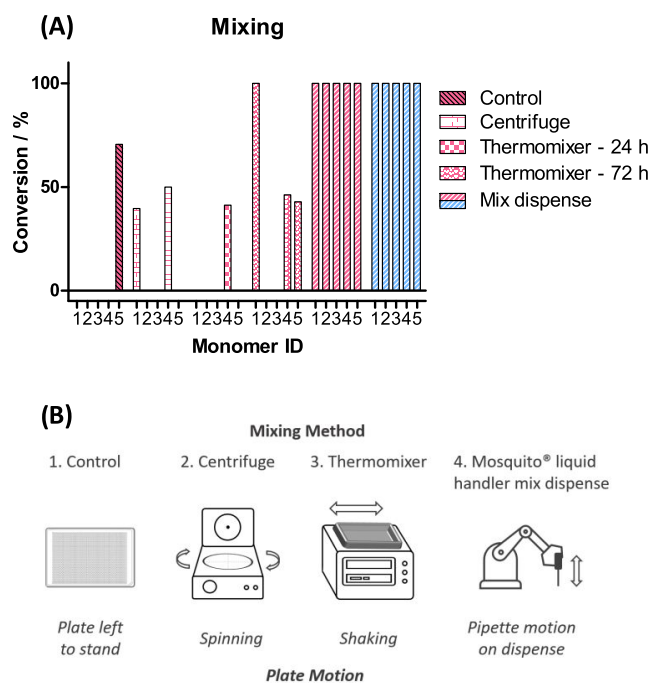 (A)
Mixing
Conversion / %
100
50
0
12345 12345 12345 12345 12345 12345
Monomer ID
Control
Centrifuge
Thermomixer - 24 h
Thermomixer - 72 h
Mix dispense
(B)
Mixing Method
1. Control
2. Centrifuge
3. Thermomixer
4. Mosquito® liquid
handler mix dispense
Plate left
to stand
Spinning
Shaking
Pipette motion
on dispense
Plate Motion